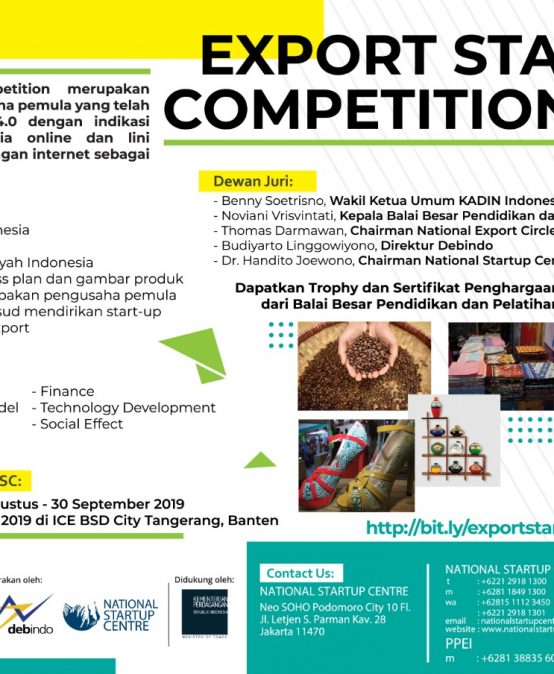 EXPORT STA
COMPETITION
petition merupakan
ha pemula yang telah
4.0 dengan indikasi
ia online dan lini
ngan internet sebagai
Dewan Juri:
- Benny Soetrisno, Wakil Ketua Umum KADIN Indones
- Noviani Vrisvintati, Kepala Balai Besar Pendidikan da
- Thomas Darmawan, Chairman National Export Circle
- Budiyarto Linggowiyono, Direktur Debindo
- Dr. Handito Joewono, Chairman National Startup Cen
nesia
yah Indonesia
ss plan dan gambar produk
pakan pengusaha pemula
sud mendirikan start-up
xport
Dapatkan Trophy dan Sertifikat Penghargaan
dari Balai Besar Pendidikan dan Pelatihan
- Finance
del - Technology Development
- Social Effect
SC:
ustus - 30 September 2019
2019 di ICE BSD City Tangerang, Banten
http://bit.ly/exportstar
rakan oleh:
debindo
NATIONAL
STARTUP
CENTRE
Didukung oleh:
KEMENTERIAN
PERDAGANGAN
REPUBLIK INDONESIA
MINISTRY OF TRADE
Contact Us:
NATIONAL STARTUP CENTRE
Neo SOHO Podomoro City 10 Fl.
Jl. Letjen S. Parman Kav. 28
Jakarta 11470
NATIONAL STARTUP
t : +6221 2918 1300
m : +6281 1849 1300
wa : +62815 1112 3450
: +6221 2918 1301
email : nationalstartupcent
website : www.nationalstartu
PPEI
m : +6281 38835 60